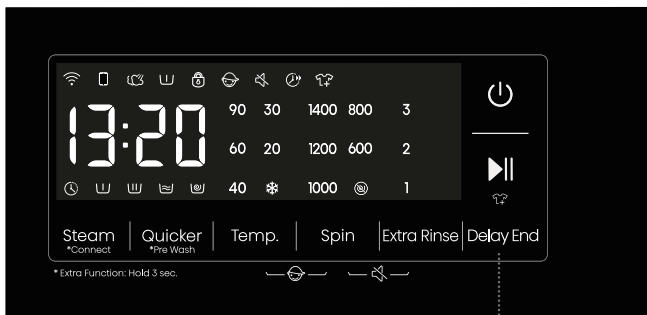 13:20
90 30 1400 800 3
60 20 1200 600 2
40 1000 1
Steam Quicker Temp. Spin Extra Rinse Delay End
*Connect *Pre Wash
* Extra Function: Hold 3 sec.